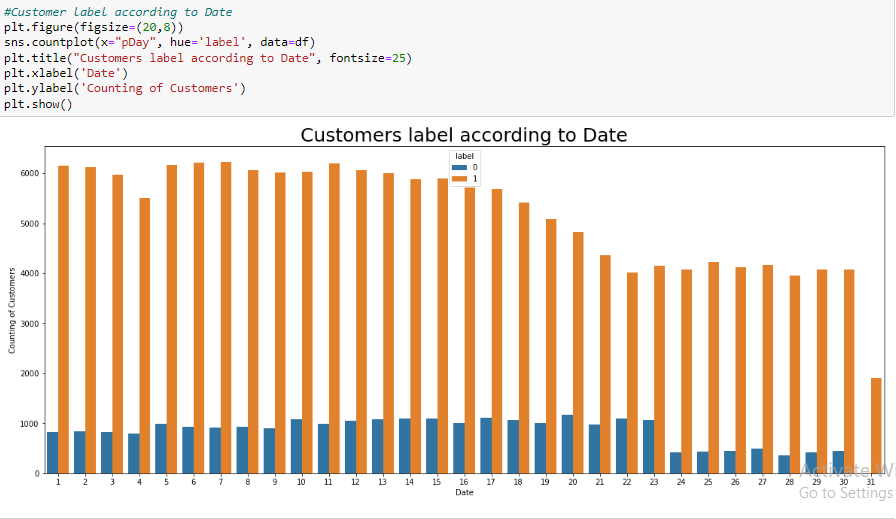 #Customer label according to Date
plt.figure(figsize=(20,8))
sns.countplot(x="pDay", hue='label', data=df)
plt.title("Customers label according to Date", fontsize=25)
plt.xlabel('Date')
plt.ylabel('Counting of Customers')
plt.show()
Customers label according to Date
label
0
1
Counting of Customers
6000
5000
4000
3000
2000
1000
0
1 2 3 4 5 6 7 8 9 10 11 12 13 14 15 16 17 18 19 20 21 22 23 24 25 26 27 28 29 30 31
Date
Activate W
Go to Settings